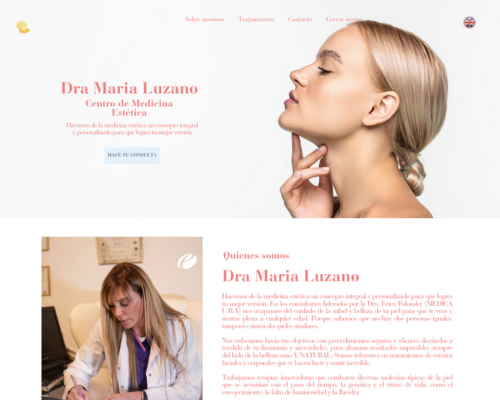 Sobre nosotros Tratamientos Contacto Cerrar sesión
Dra Maria Luzano
Centro de Medicina
Estética
Hacemos de la medicina estética un concepto integral
y personalizado para que logres tu mejor versión
HACÉ TU CONSULTA
Quienes somos
Dra Maria Luzano
Hacemos de la medicina estética un concepto integral y personalizado para que logres
tu mejor versión. En los consultorios liderados por la Dra. Erica Polonsky (MEDICA
U.B.A) nos ocupamos del cuidado de la salud y belleza de tu piel para que te veas y
sientas plena a cualquier edad. Porque sabemos que no hay dos personas iguales,
tampoco existen dos pieles similares.
Nos enfocamos hacia tus objetivos con procedimientos seguros y eficaces diseñados a
medida de tu fisonomía y necesidades, para alcanzar resultados impecables siempre
del lado de la belleza sana Y NATURAL. Somos referentes en tratamientos de estética
faciales y corporales que te hacen lucir y sentir increíble.
Trabajamos terapias innovadoras que combaten diversas molestias típicas de la piel
que se acentúan con el paso del tiempo, la genética y el ritmo de vida, como el
envejecimiento, la falta de luminosidad y la flacidez.